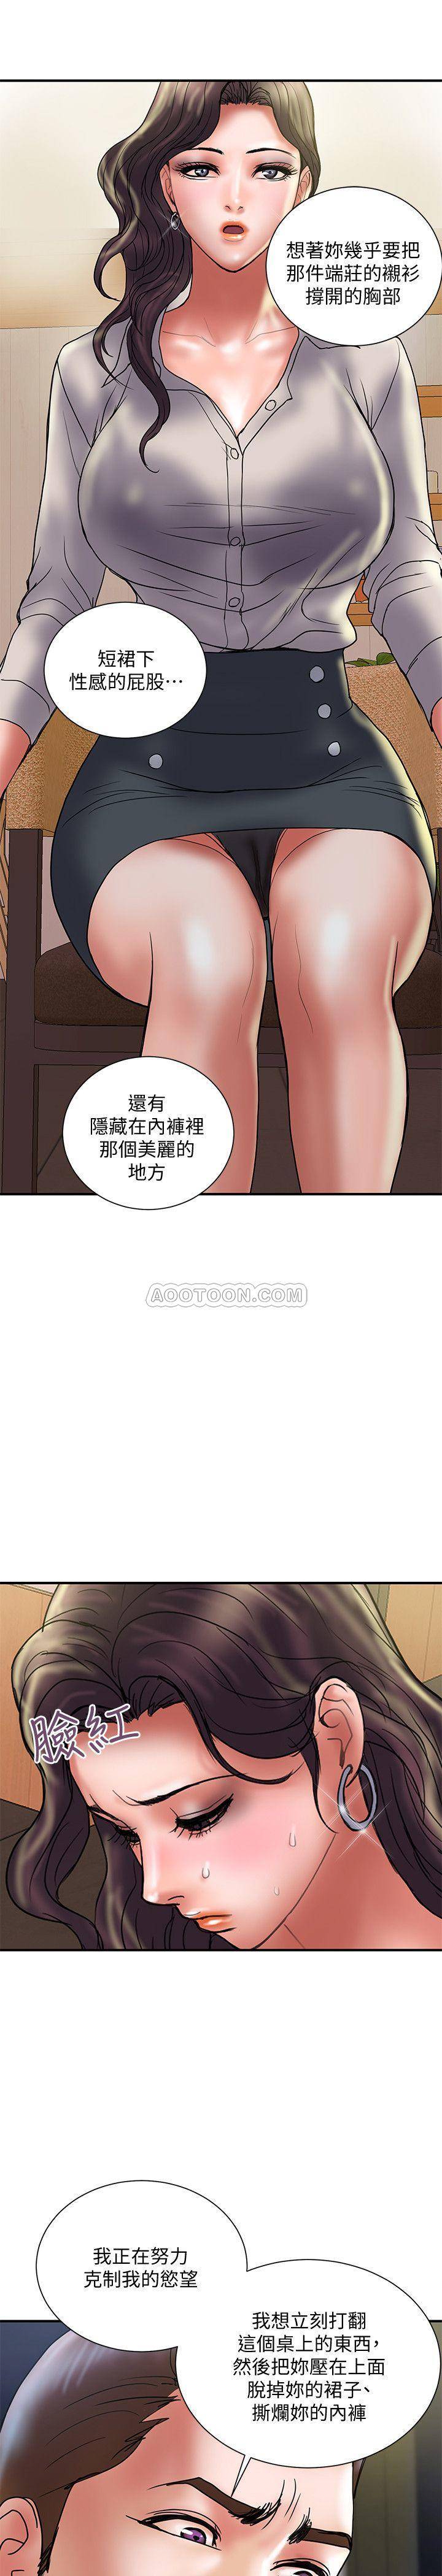 想著妳幾乎要把
那件端莊的襯衫
撐開的胸部
短裙下
性感的屁股⋯
還有
隱藏在內褲裡
那個美麗的
地方
AOOTOON.COM
臉紅
我正在努力
克制我的慾望
我想立刻打翻
這個桌上的東西，
然後把妳壓在上面
脫掉妳的裙子、
撕爛妳的內褲